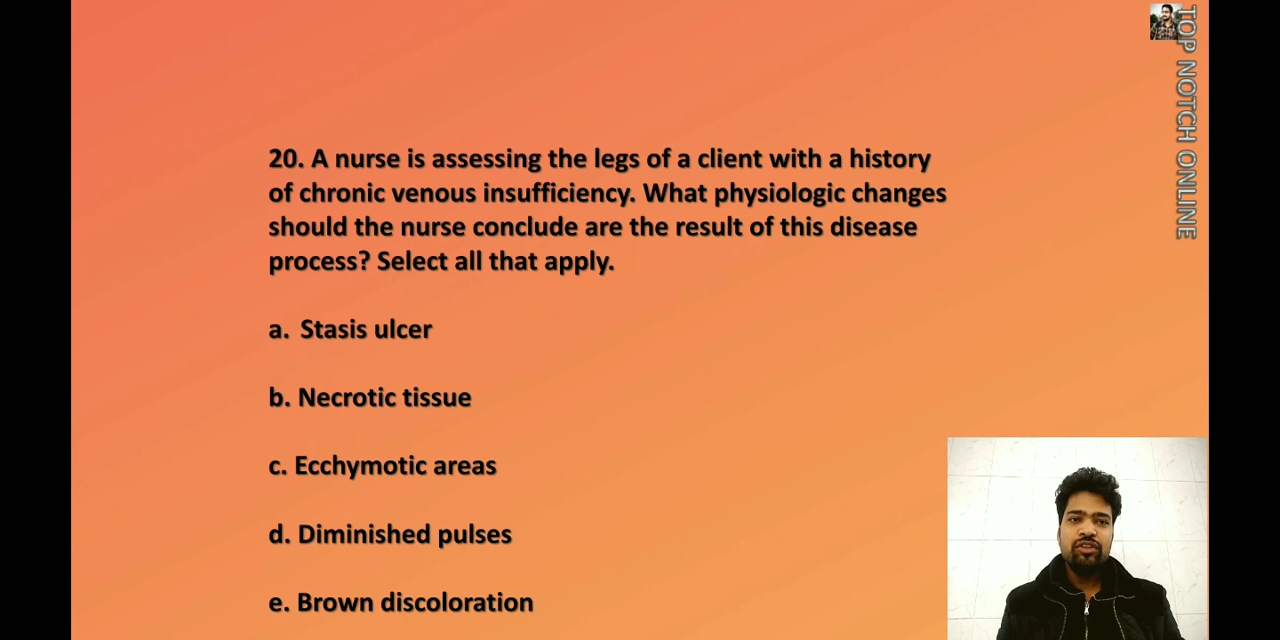 TOP NOTCH ONLINE
20. A nurse is assessing the legs of a client with a history
of chronic venous insufficiency. What physiologic changes
should the nurse conclude are the result of this disease
process? Select all that apply.
a. Stasis ulcer
b. Necrotic tissue
c. Ecchymotic areas
d. Diminished pulses
e. Brown discoloration